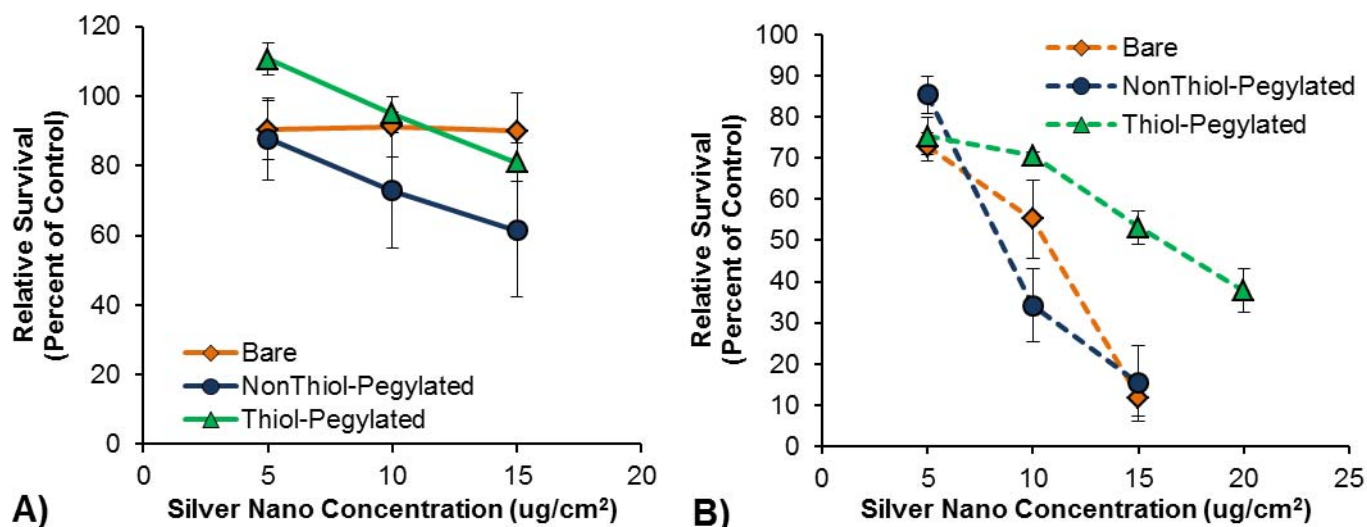 Relative Survival
(Percent of Control)
120
100
80
60
40
20
0
Bare
NonThiol-Pegylated
Thiol-Pegylated
0
5
10
15
20
Silver Nano Concentration (ug/cm²)
A)
Relative Survival
(Percent of Control)
100
90
80
70
60
50
40
30
20
10
0
Bare
NonThiol-Pegylated
Thiol-Pegylated
0
5
10
15
20
25
Silver Nano Concentration (ug/cm²)
B)